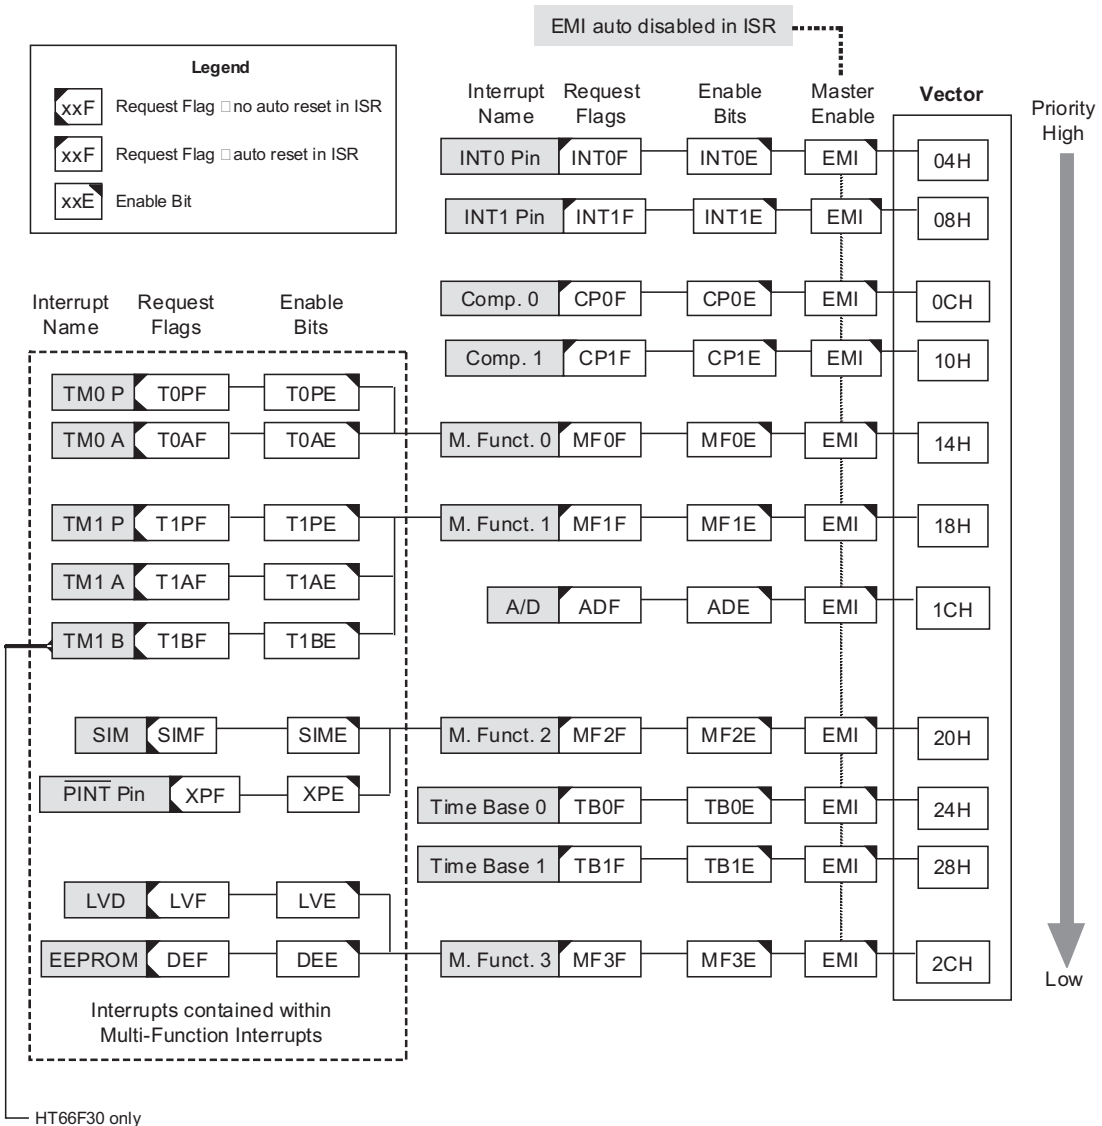 EMI auto disabled in ISR
Legend
xxF Request Flag □ no auto reset in ISR
xxF Request Flag □ auto reset in ISR
xxE Enable Bit
Interrupt Name Request Flags Enable Bits Master Enable Vector
Priority High
INT0 Pin INT0F INT0E EMI 04H
INT1 Pin INT1F INT1E EMI 08H
Comp. 0 CP0F CP0E EMI 0CH
Comp. 1 CP1F CP1E EMI 10H
Interrupt Name Request Flags Enable Bits
TM0 P T0PF T0PE
TM0 A T0AF T0AE M. Funct. 0 MF0F MF0E EMI 14H
TM1 P T1PF T1PE M. Funct. 1 MF1F MF1E EMI 18H
TM1 A T1AF T1AE
A/D ADF ADE EMI 1CH
TM1 B T1BF T1BE
SIM SIMF SIME M. Funct. 2 MF2F MF2E EMI 20H
PINT Pin XPF XPE
Time Base 0 TB0F TB0E EMI 24H
Time Base 1 TB1F TB1E EMI 28H
LVD LVF LVE
EEPROM DEF DEE M. Funct. 3 MF3F MF3E EMI 2CH
Low
Interrupts contained within
Multi-Function Interrupts
HT66F30 only